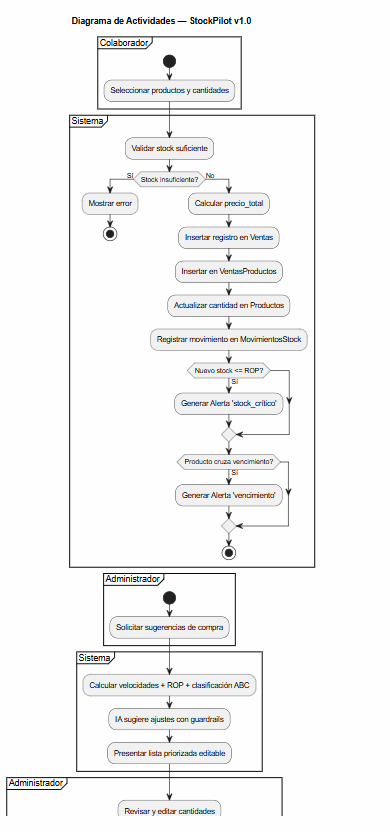 Diagrama de Actividades — StockPilot v1.0
Colaborador
Seleccionar productos y cantidades
Sistema
Validar stock suficiente
Stock insuficiente?
Sí
No
Mostrar error
Calcular precio_total
Insertar registro en Ventas
Insertar en VentasProductos
Actualizar cantidad en Productos
Registrar movimiento en MovimientosStock
Nuevo stock <= ROP?
Sí
Generar Alerta 'stock_crítico'
Producto cruza vencimiento?
Sí
Generar Alerta 'vencimiento'
Administrador
Solicitar sugerencias de compra
Sistema
Calcular velocidades + ROP + clasificación ABC
IA sugiere ajustes con guardrails
Presentar lista priorizada editable
Administrador
Revisar y editar cantidades